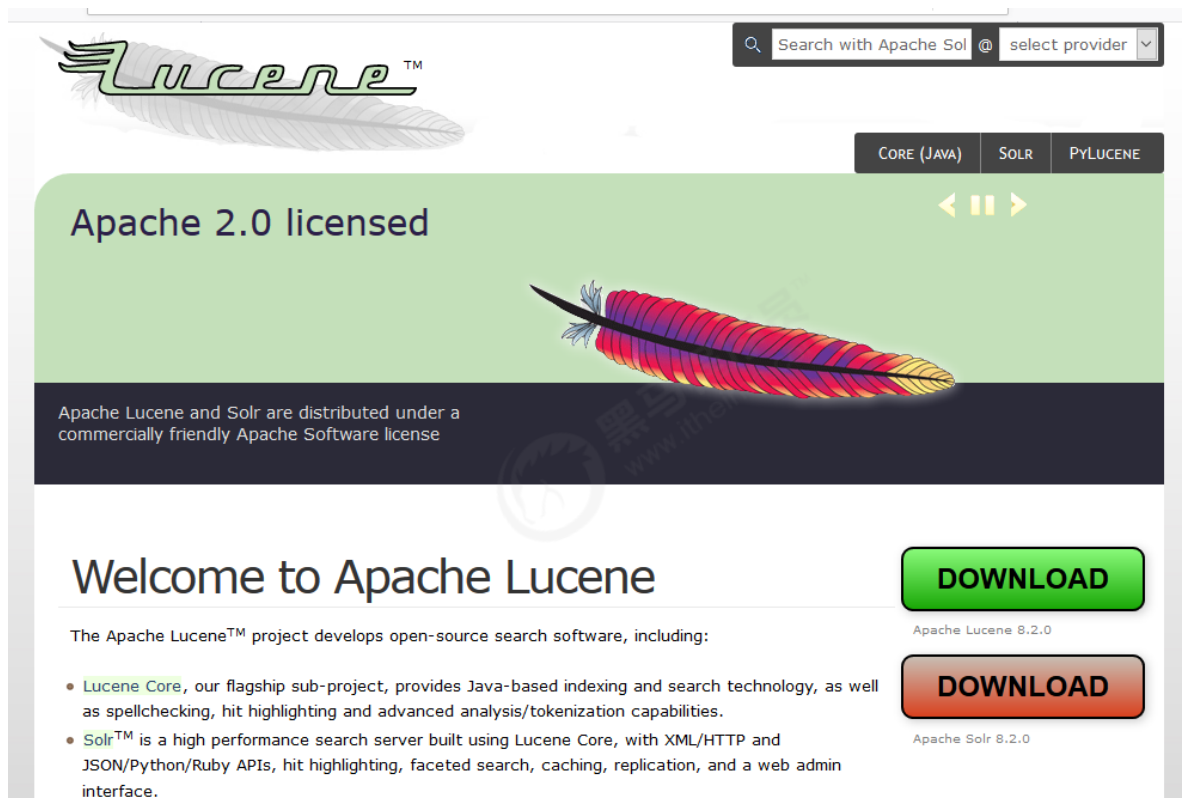 Lucene™
Search with Apache Sol @ select provider
Core (Java) Solr PyLucene
Apache 2.0 licensed
Apache Lucene and Solr are distributed under a
commercially friendly Apache Software license
Welcome to Apache Lucene
The Apache Lucene™ project develops open-source search software, including:
Lucene Core, our flagship sub-project, provides Java-based indexing and search technology, as well
as spellchecking, hit highlighting and advanced analysis/tokenization capabilities.
Solr™ is a high performance search server built using Lucene Core, with XML/HTTP and
JSON/Python/Ruby APIs, hit highlighting, faceted search, caching, replication, and a web admin
interface.
DOWNLOAD
Apache Lucene 8.2.0
DOWNLOAD
Apache Solr 8.2.0